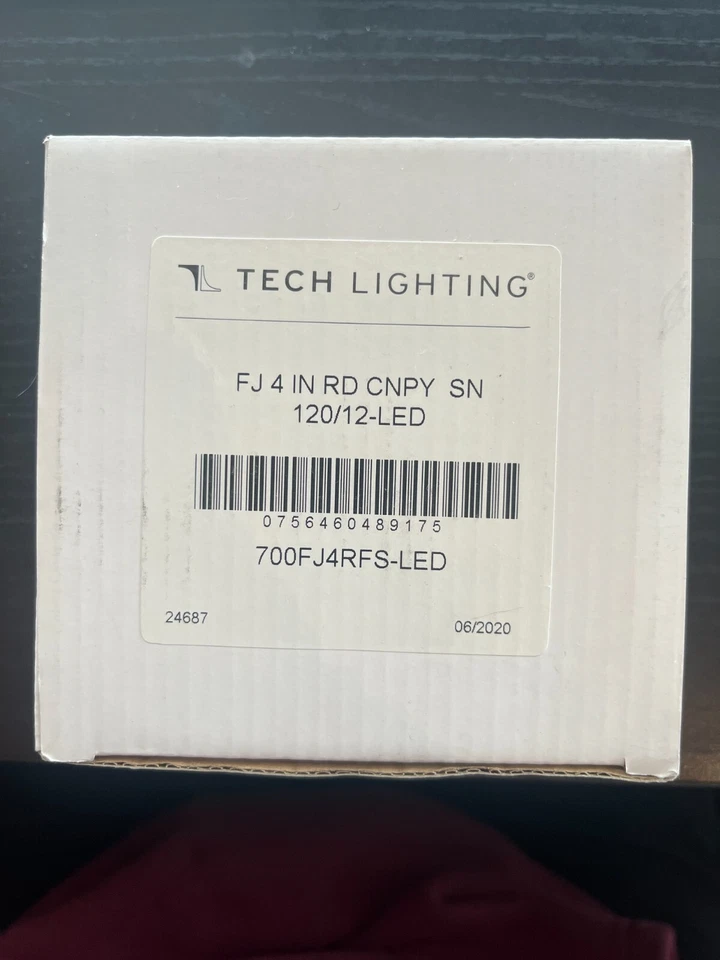 TECH LIGHTING®
FJ 4 IN RD CNPY SN
120/12-LED
0756460489175
700FJ4RFS-LED
24687
06/2020